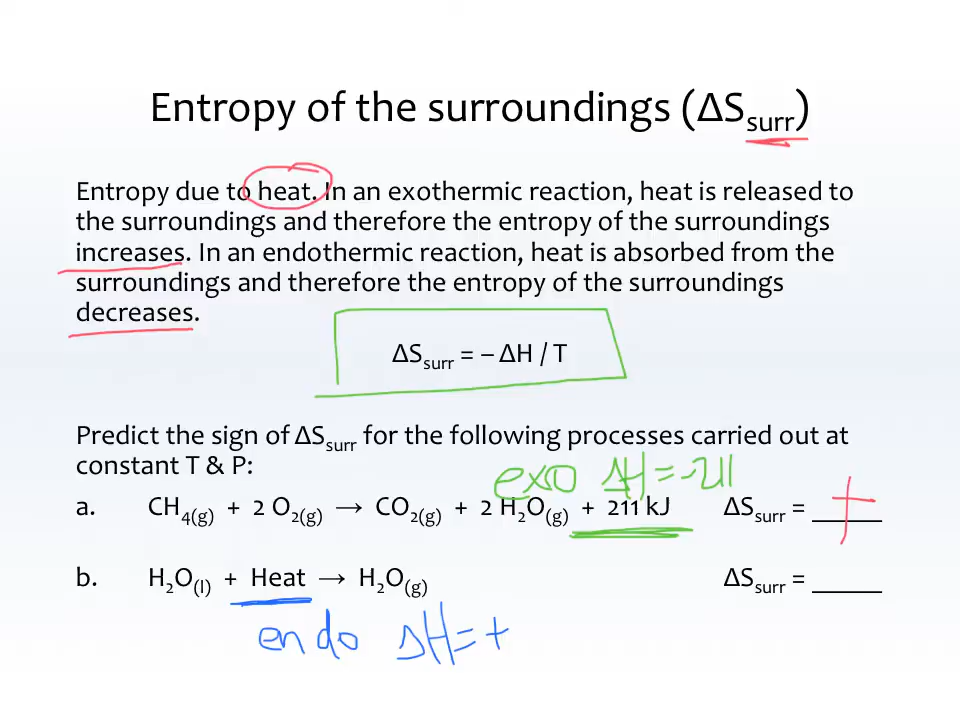 Entropy of the surroundings (ΔSsurr)
Entropy due to heat. In an exothermic reaction, heat is released to
the surroundings and therefore the entropy of the surroundings
increases. In an endothermic reaction, heat is absorbed from the
surroundings and therefore the entropy of the surroundings
decreases.
ΔSsurr = – ΔH / T
Predict the sign of ΔSsurr for the following processes carried out at
constant T & P:
exo ΔH = -211
a. CH4(g) + 2 O2(g) → CO2(g) + 2 H2O(g) + 211 kJ ΔSsurr = _____ +
b. H2O(l) + Heat → H2O(g) ΔSsurr = _____
endo ΔH = +